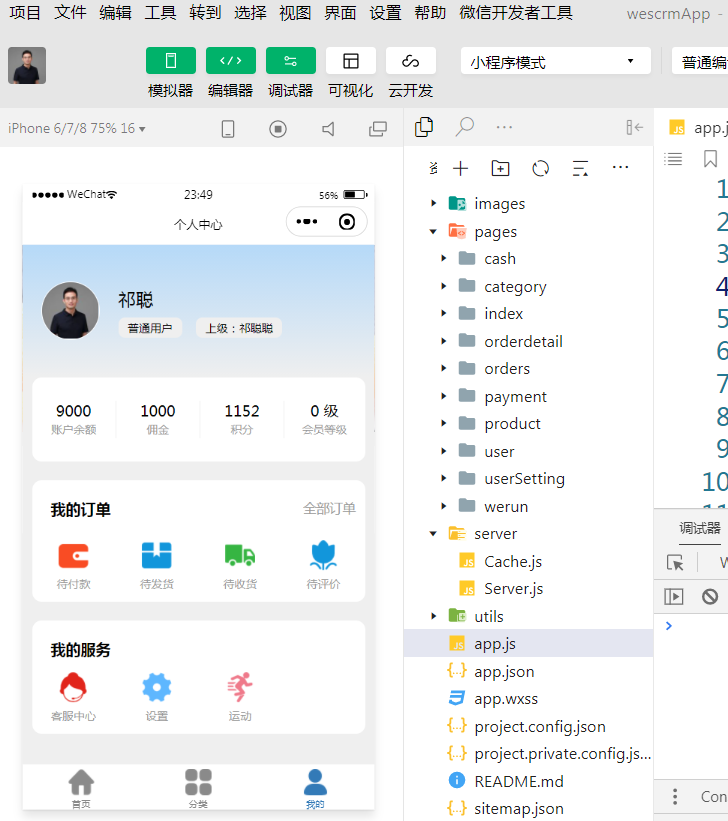 项目 文件 编辑 工具 转到 选择 视图 界面 设置 帮助 微信开发者工具 wescrmApp -
模拟器 编辑器 调试器 可视化 云开发
小程序模式
普通编
iPhone 6/7/8 75% 16
WeChat 23:49 56%
个人中心
祁聪
普通用户 上级：祁聪聪
9000 1000 1152 0 级
账户余额 佣金 积分 会员等级
我的订单 全部订单
待付款 待发货 待收货 待评价
我的服务
客服中心 设置 运动
首页 分类 我的
images
pages
cash
category
index
orderdetail
orders
payment
product
user
userSetting
werun
server
Cache.js
Server.js
utils
app.js
app.json
app.wxss
project.config.json
project.private.config.js...
README.md
sitemap.json
app.j
1
2
3
4
5
6
7
8
9
10
调试器
Con